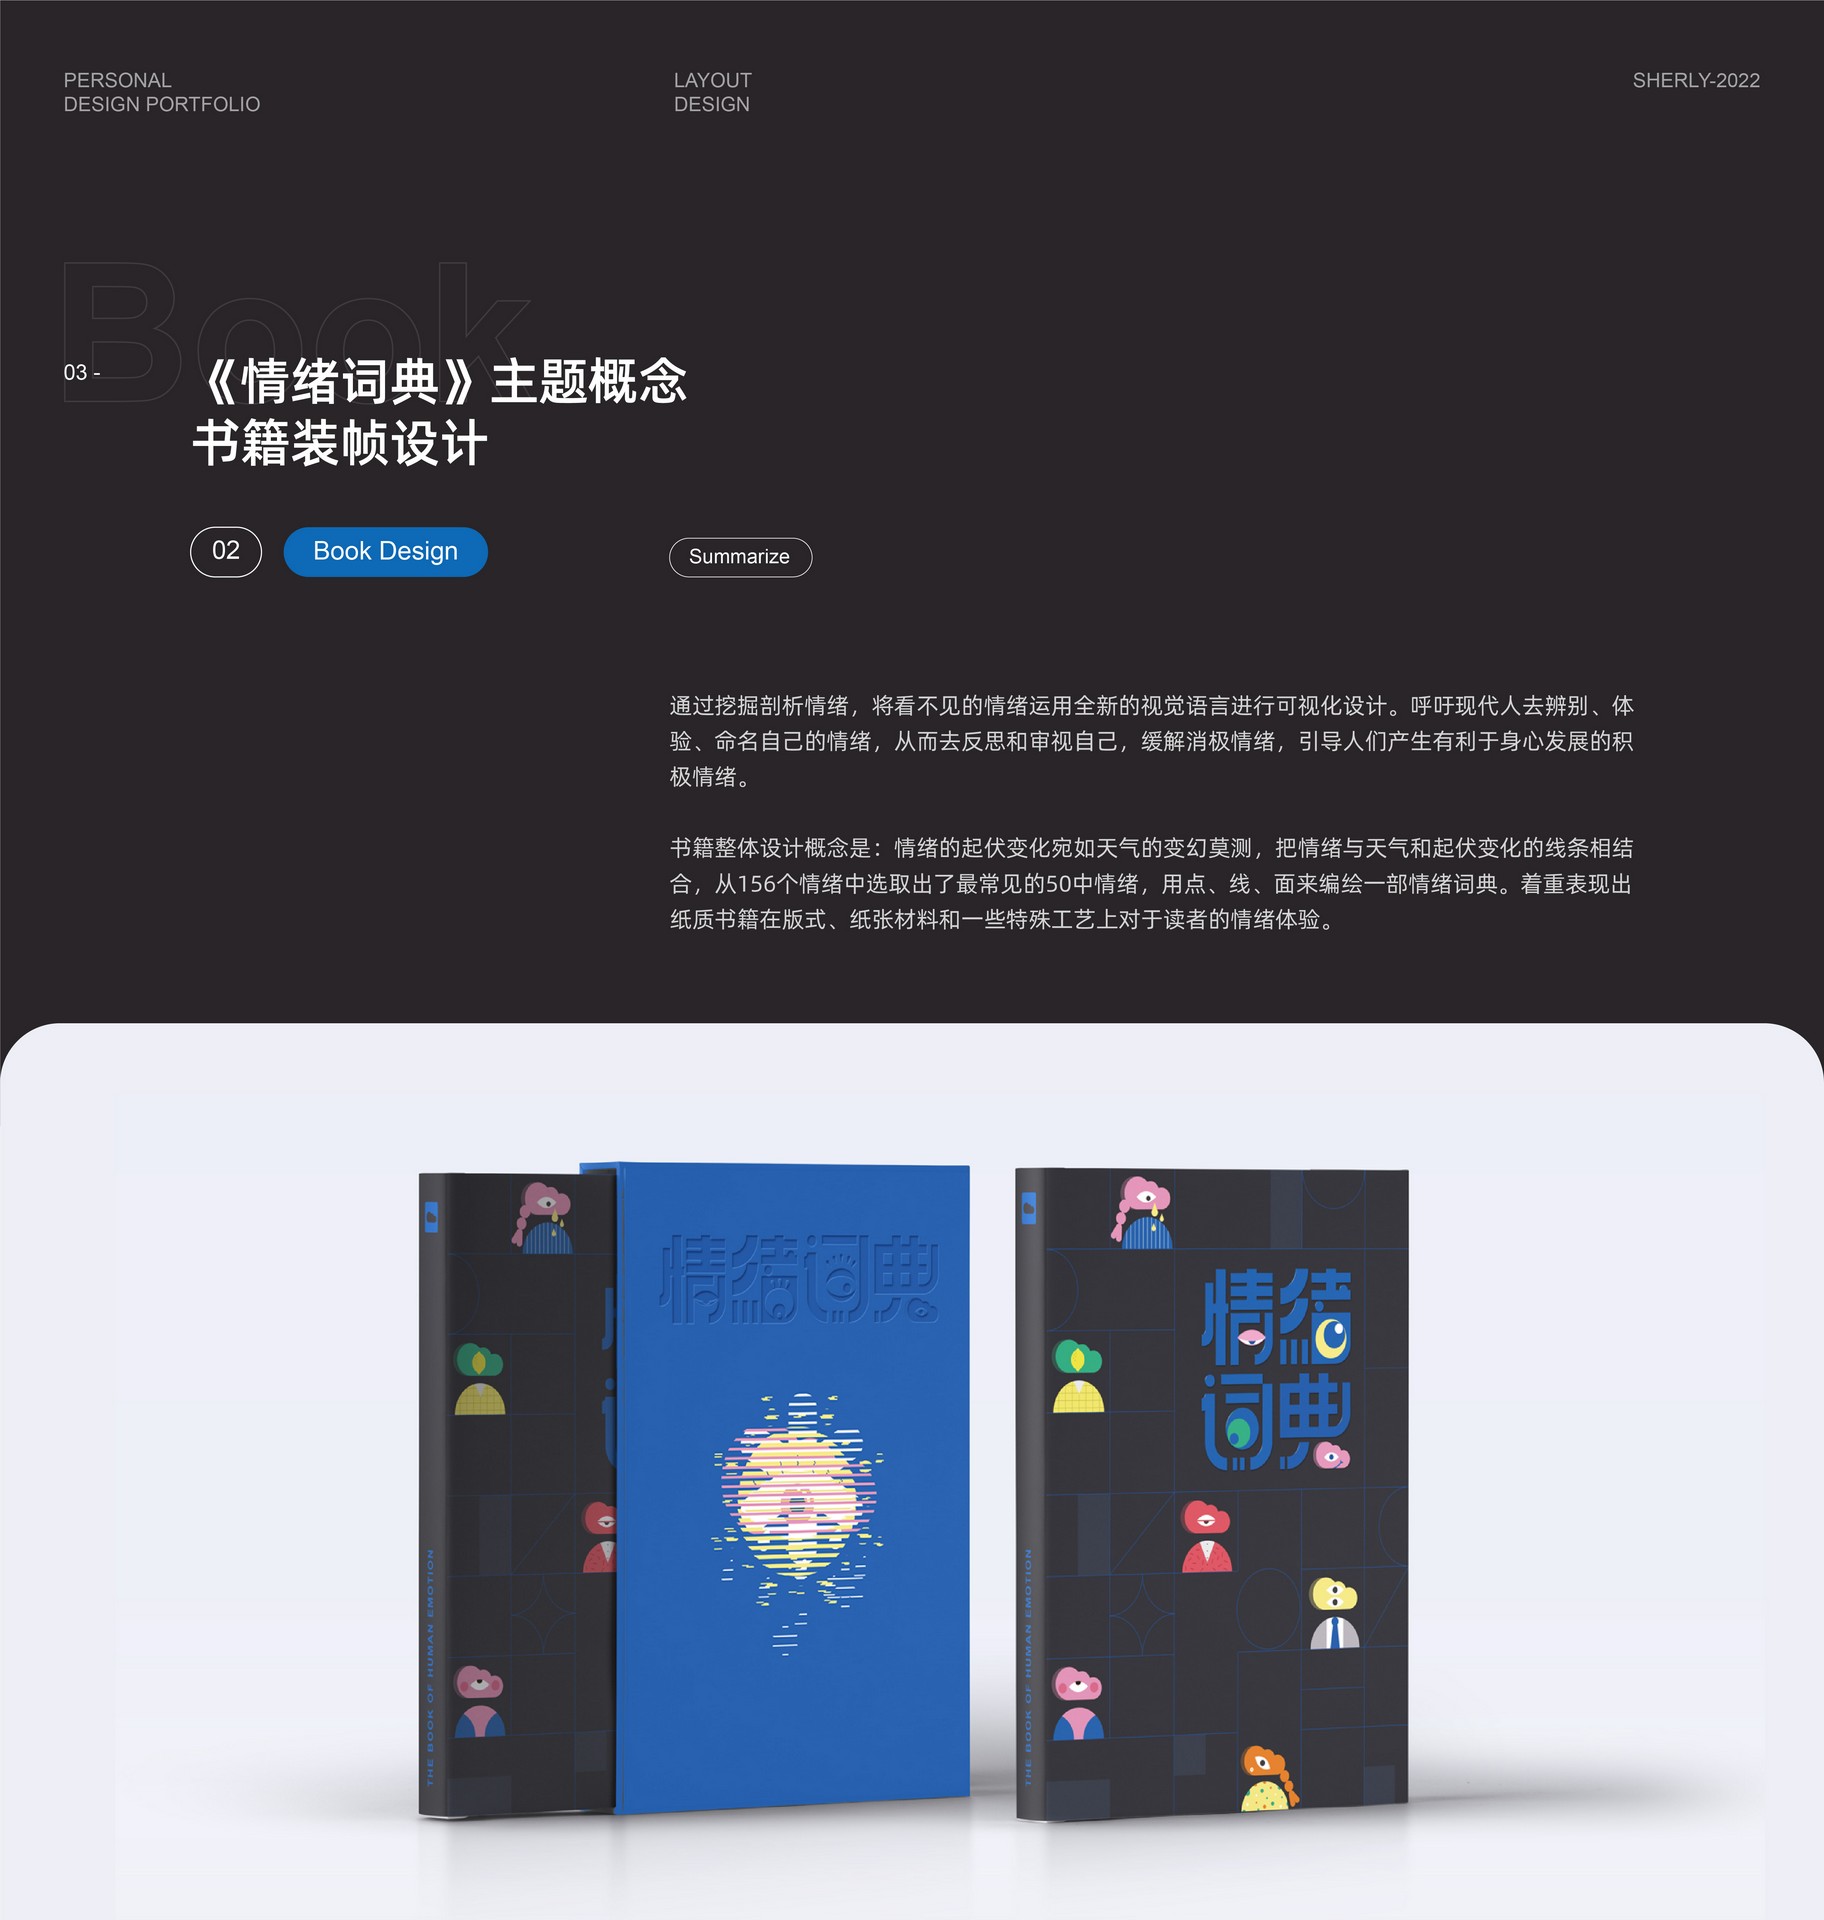 PERSONAL
DESIGN PORTFOLIO
LAYOUT
DESIGN
SHERLY-2022
Book
03 -
《情绪词典》主题概念
书籍装帧设计
02
Book Design
Summarize
通过挖掘剖析情绪，将看不见的情绪运用全新的视觉语言进行可视化设计。呼吁现代人去辨别、体
验、命名自己的情绪，从而去反思和审视自己，缓解消极情绪，引导人们产生有利于身心发展的积
极情绪。
书籍整体设计概念是：情绪的起伏变化宛如天气的变幻莫测，把情绪与天气和起伏变化的线条相结
合，从156个情绪中选取出了最常见的50中情绪，用点、线、面来编绘一部情绪词典。着重表现出
纸质书籍在版式、纸张材料和一些特殊工艺上对于读者的情绪体验。
THE BOOK OF HUMAN EMOTION
情绪词典
THE BOOK OF HUMAN EMOTION
情绪
词典